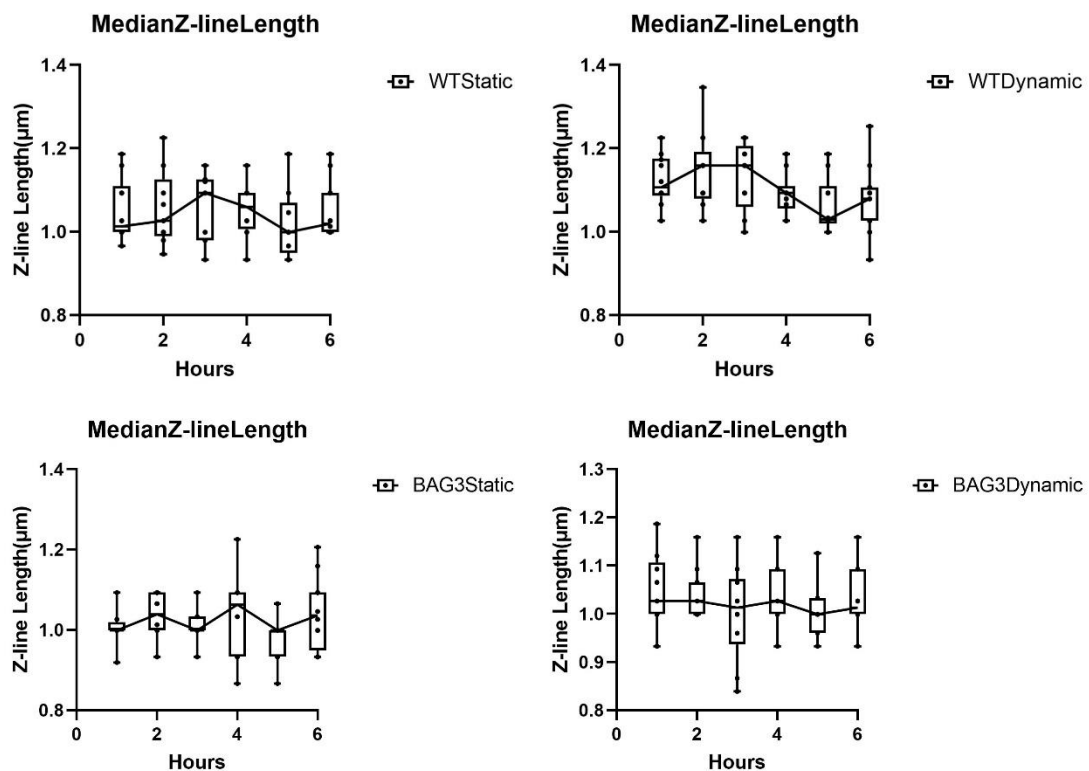 MedianZ-lineLength
WTStatic
Z-line Length(μm)
1.4
1.2
1.0
0.8
0
2
4
6
Hours
MedianZ-lineLength
WTDynamic
Z-line Length(μm)
1.4
1.2
1.0
0.8
0
2
4
6
Hours
MedianZ-lineLength
BAG3Static
Z-line Length(μm)
1.4
1.2
1.0
0.8
0
2
4
6
Hours
MedianZ-lineLength
BAG3Dynamic
Z-line Length(μm)
1.3
1.2
1.1
1.0
0.9
0.8
0
2
4
6
Hours